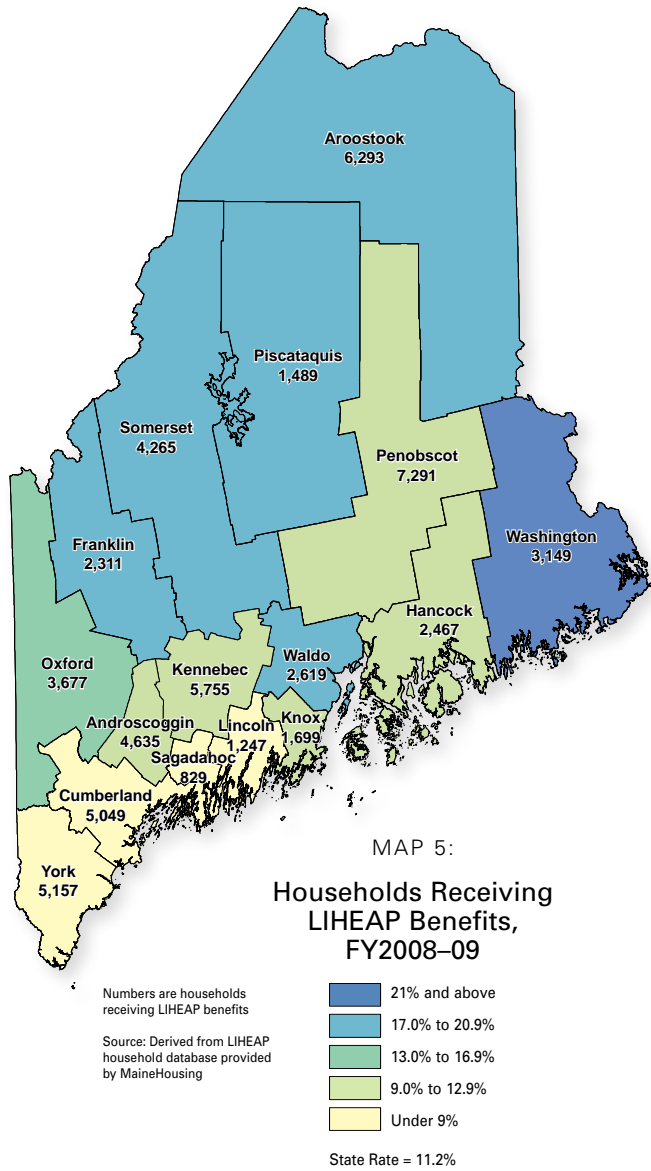 Aroostook
6,293
Piscataquis
1,489
Somerset
4,265
Penobscot
7,291
Franklin
2,311
Washington
3,149
Hancock
2,467
Oxford
3,677
Kennebec
5,755
Waldo
2,619
Androscoggin
4,635
Lincoln
1,247
Knox
1,699
Sagadahoc
829
Cumberland
5,049
York
5,157
MAP 5:
Households Receiving
LIHEAP Benefits,
FY2008–09
Numbers are households
receiving LIHEAP benefits
Source: Derived from LIHEAP
household database provided
by MaineHousing
21% and above
17.0% to 20.9%
13.0% to 16.9%
9.0% to 12.9%
Under 9%
State Rate = 11.2%